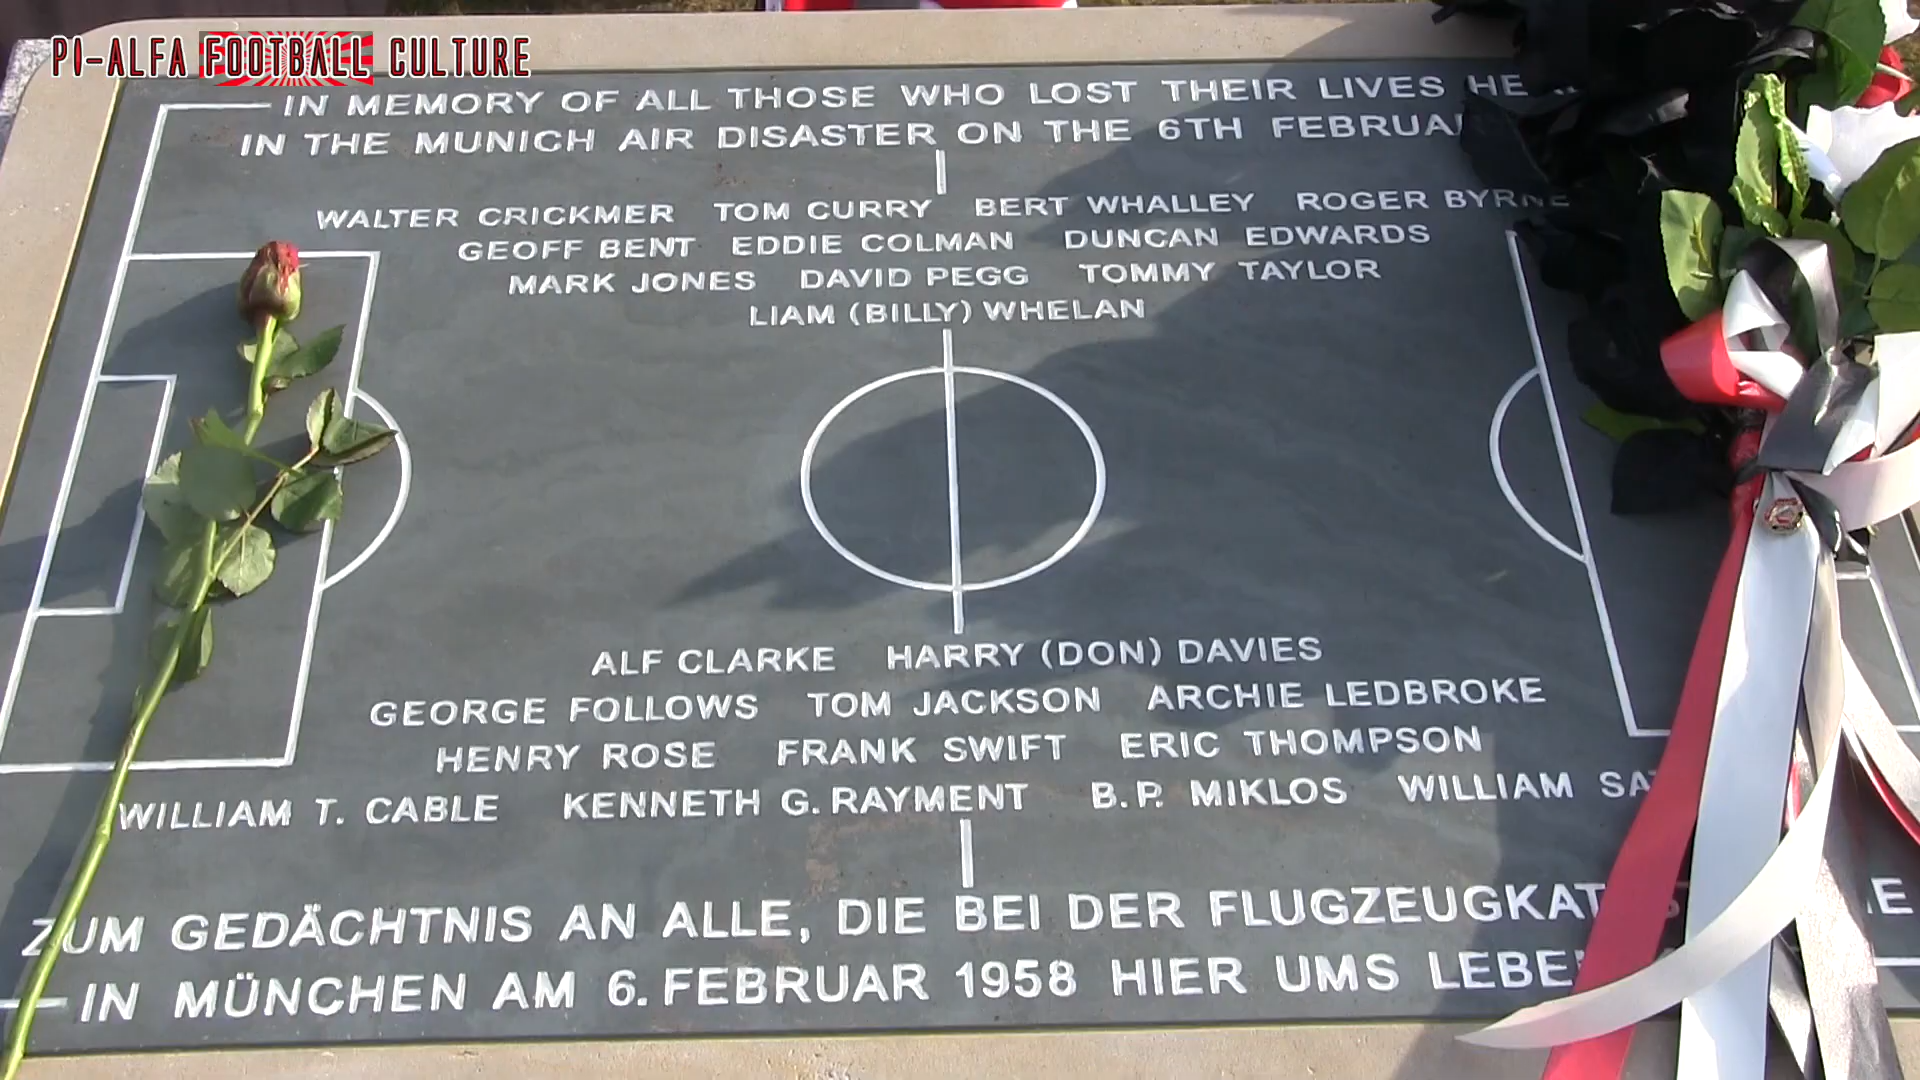 PI-ALFA FOOTBALL CULTURE
IN MEMORY OF ALL THOSE WHO LOST THEIR LIVES
IN THE MUNICH AIR DISASTER ON THE 6TH
WALTER CRICKMER TOM CURRY BERT WHALLEY ROGER BYRNE
GEOFF BENT EDDIE COLMAN DUNCAN EDWARDS
MARK JONES DAVID PEGG TOMMY TAYLOR
LIAM (BILLY) WHELAN
ALF CLARKE HARRY (DON) DAVIES
GEORGE FOLLOWS TOM JACKSON ARCHIE LEDBROKE
HENRY ROSE FRANK SWIFT ERIC THOMPSON
WILLIAM T. CABLE KENNETH G. RAYMENT B.P. MIKLOS WILLIAM
ZUM GEDÄCHTNIS AN ALLE, DIE BEI DER
IN MÜNCHEN AM 6. FEBRUAR 1958 HIER UMS